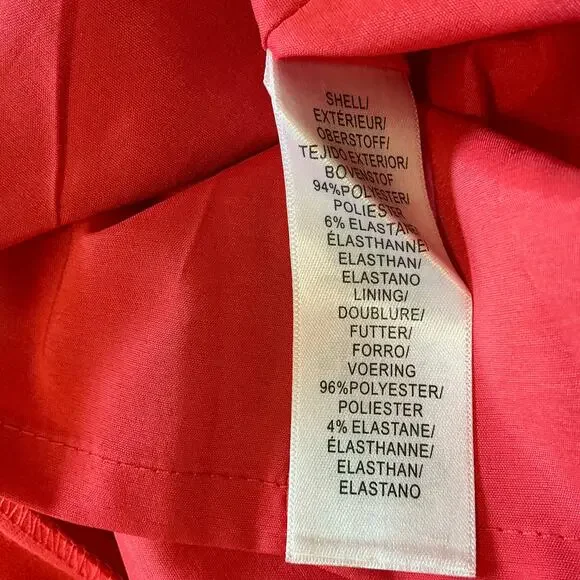 SHELL/
EXTÉRIEUR/
OBERSTOFF/
TEJIDO EXTERIOR/
BOVENSTOF
94%POLYESTER/
POLIESTER
6% ELASTANE/
ÉLASTHANNE/
ELASTHAN/
ELASTANO
LINING/
DOUBLURE/
FUTTER/
FORRO/
VOERING
96%POLYESTER/
POLIESTER
4% ELASTANE/
ÉLASTHANNE/
ELASTHAN/
ELASTANO